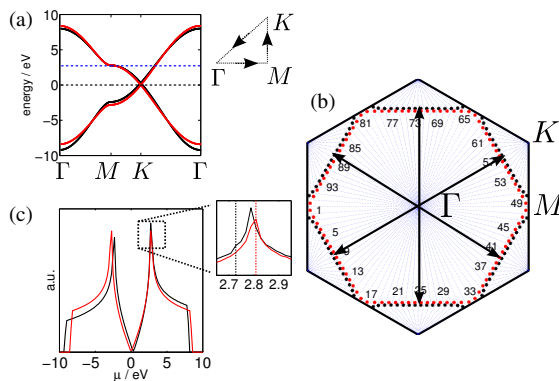 (a)
energy / eV
10
5
0
−5
−10
Γ M K Γ
K
Γ M
(b)
K
M
Γ
81 77 73 69 65
85 61
89 57
93 53
1 49
5 45
9 41
13 37
17 21 25 29 33
(c)
a.u.
−10 −5 0 5 10
μ / eV
2.7 2.8 2.9